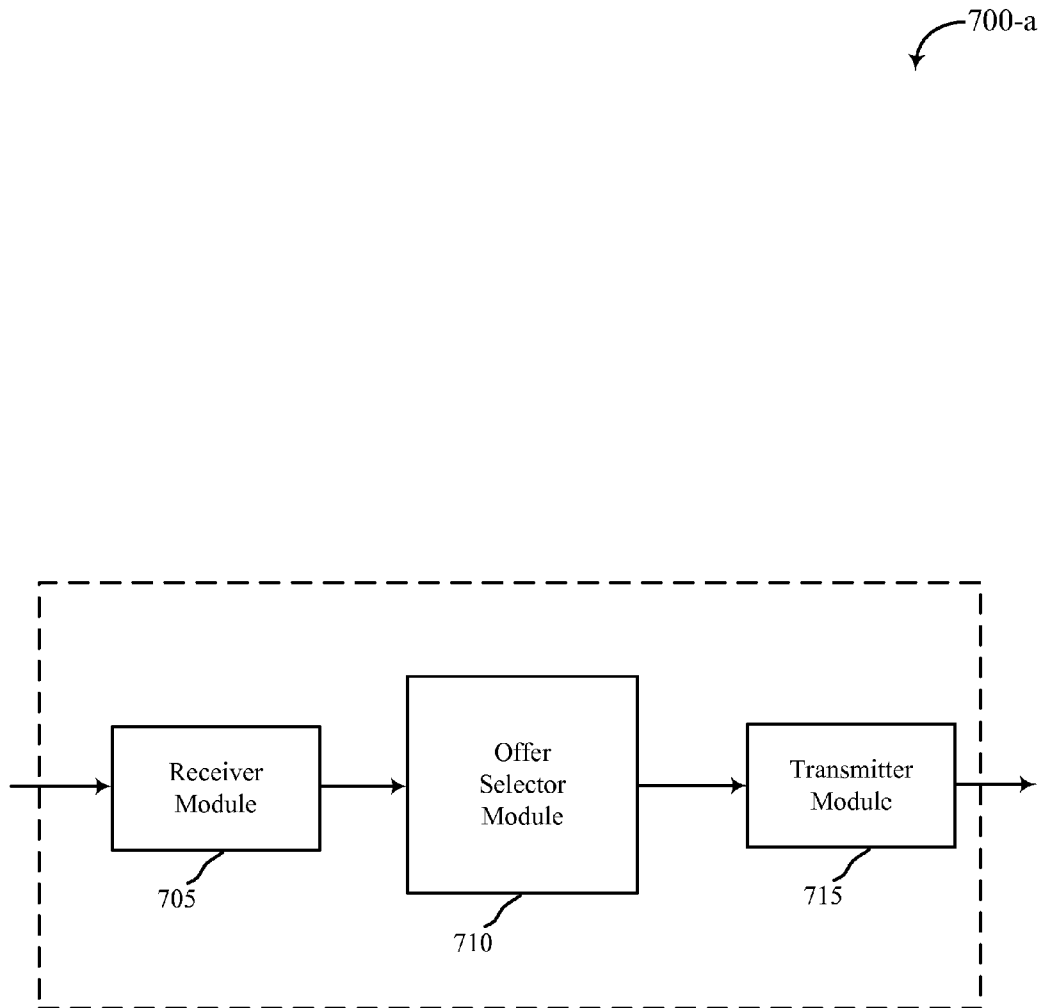 700-a
Receiver
Module
705
Offer
Selector
Module
710
Transmitter
Module
715